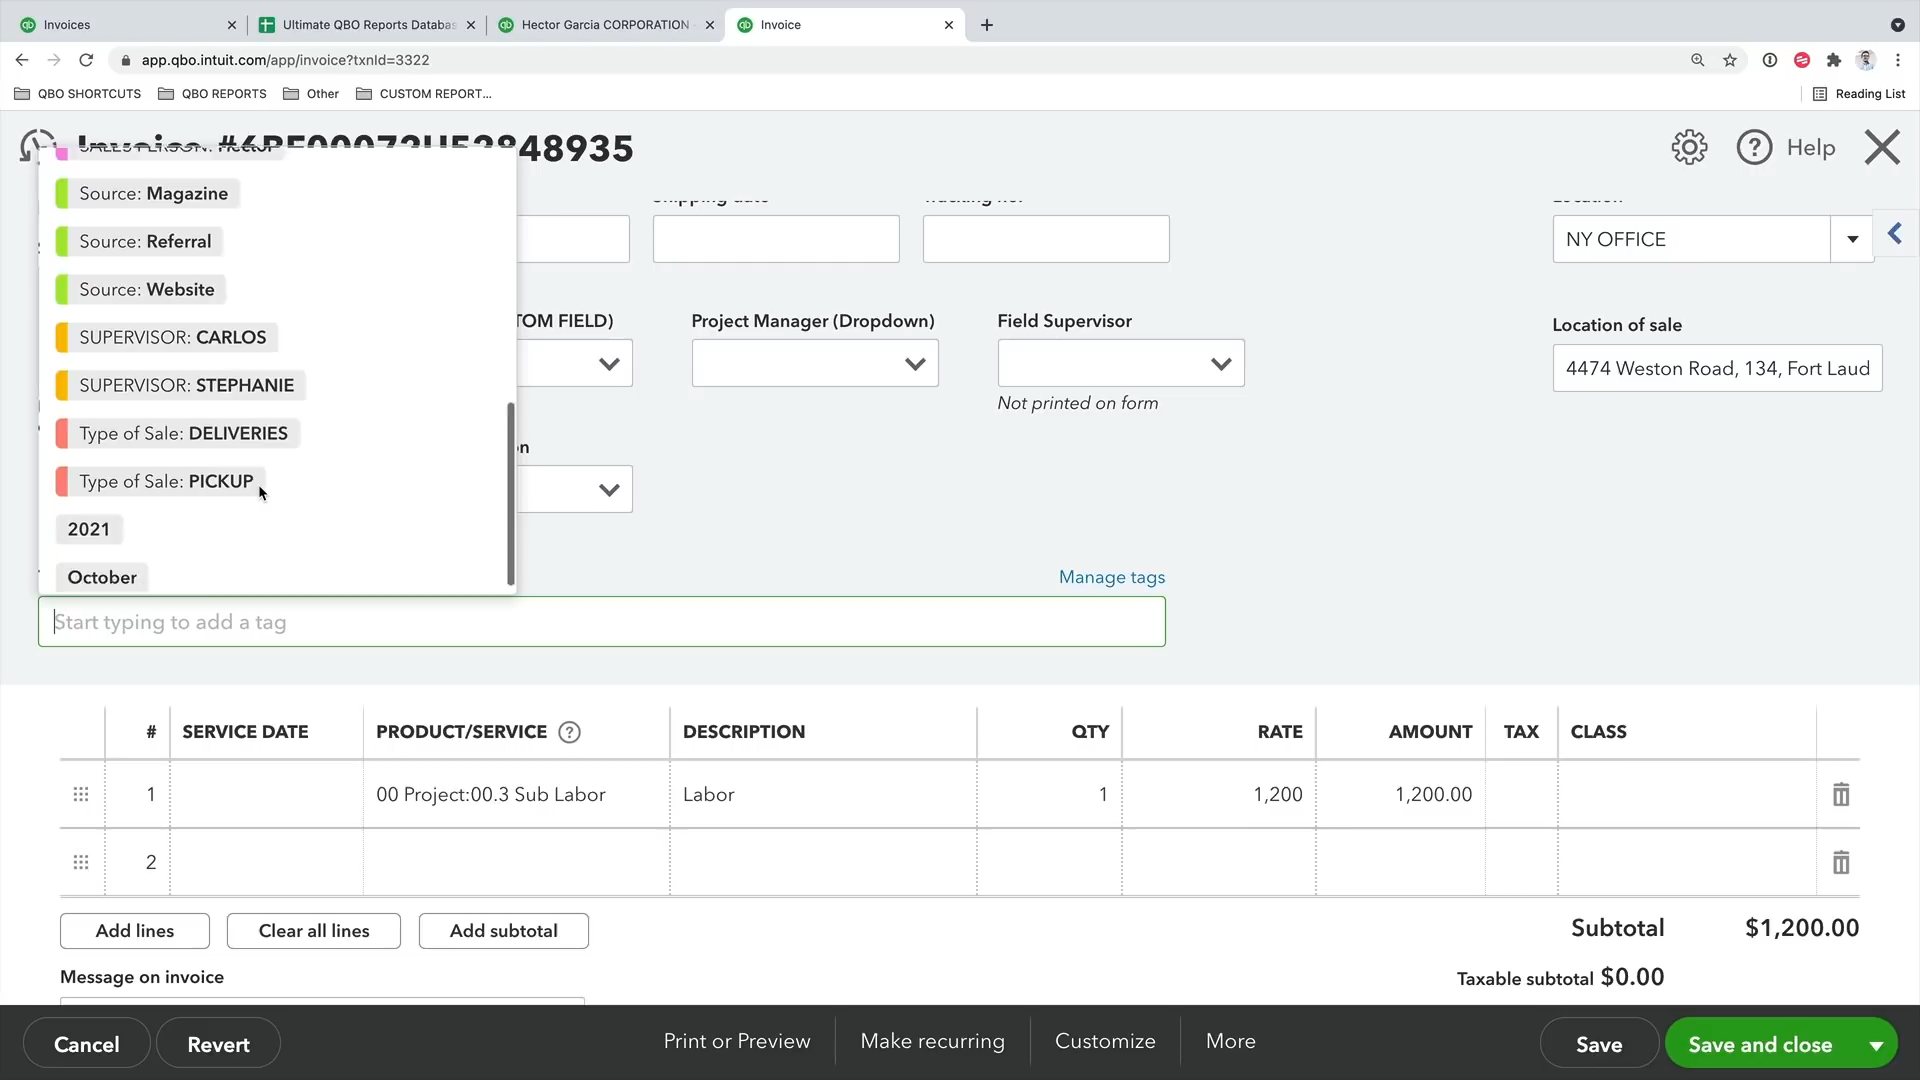 Invoices
Ultimate QBO Reports Databas
Hector Garcia CORPORATION
Invoice
app.qbo.intuit.com/app/invoice?txnId=3322
QBO SHORTCUTS
QBO REPORTS
Other
CUSTOM REPORT...
Reading List
48935
Help
SALES PERSON: Hector
Source: Magazine
Source: Referral
Source: Website
SUPERVISOR: CARLOS
SUPERVISOR: STEPHANIE
Type of Sale: DELIVERIES
Type of Sale: PICKUP
2021
October
NY OFFICE
TOM FIELD)
Project Manager (Dropdown)
Field Supervisor
Location of sale
4474 Weston Road, 134, Fort Laud
Not printed on form
Manage tags
Start typing to add a tag
# SERVICE DATE PRODUCT/SERVICE ? DESCRIPTION QTY RATE AMOUNT TAX CLASS
1 00 Project:00.3 Sub Labor Labor 1 1,200 1,200.00
2
Add lines
Clear all lines
Add subtotal
Subtotal $1,200.00
Message on invoice
Taxable subtotal $0.00
Cancel
Revert
Print or Preview
Make recurring
Customize
More
Save
Save and close